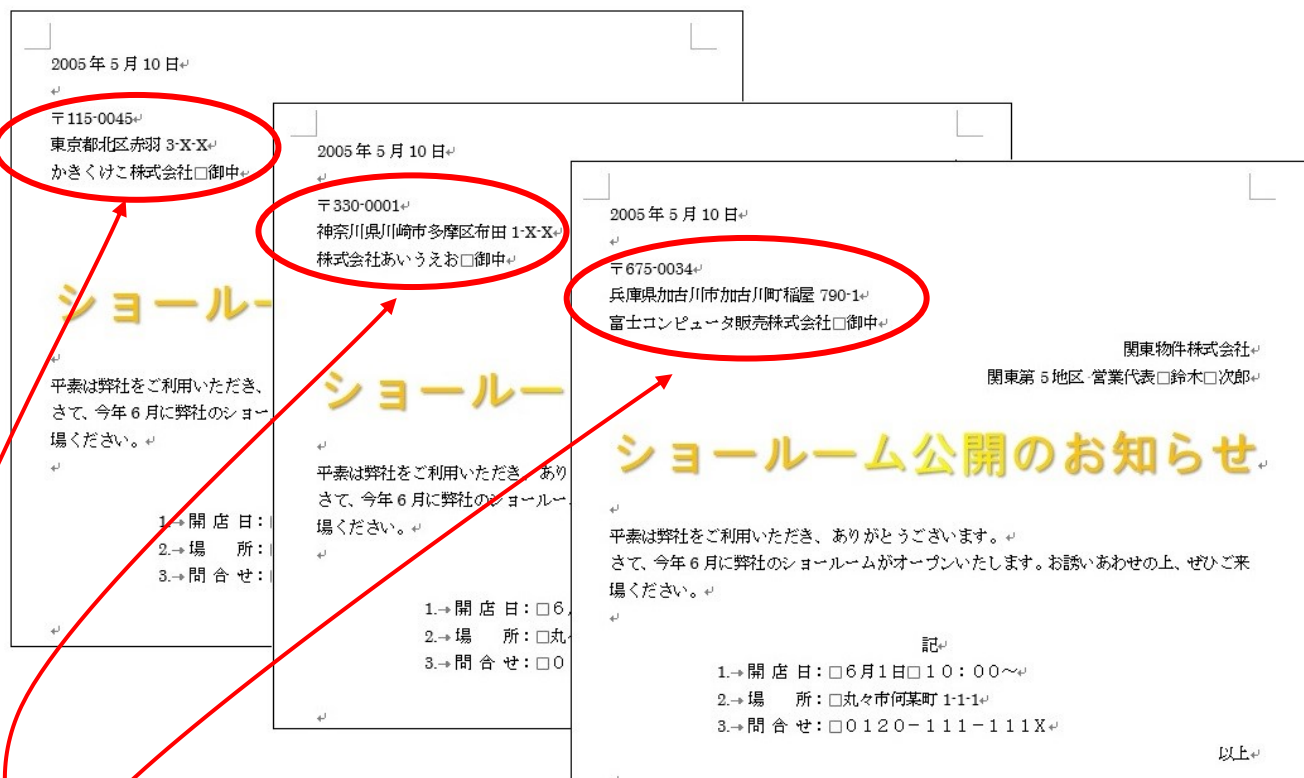 2005年5月10日
〒115-0045
東京都北区赤羽 3-X-X
かきくけこ株式会社□御中
ショールー
平素は弊社をご利用いただき、
さて、今年6月に弊社のショー
場ください。
1.→開 店 日：
2.→場　　所：
3.→問 合 せ：
2005年5月10日
〒330-0001
神奈川県川崎市多摩区布田 1-X-X
株式会社あいうえお□御中
ショールー
平素は弊社をご利用いただき、あり
さて、今年6月に弊社のショールー
場ください。
1.→開 店 日：□6
2.→場　　所：□丸
3.→問 合 せ：□0
2005年5月10日
〒675-0034
兵庫県加古川市加古川町稲屋 790-1
富士コンピュータ販売株式会社□御中
関東物件株式会社
関東第5地区 営業代表□鈴木□次郎
ショールーム公開のお知らせ
平素は弊社をご利用いただき、ありがとうございます。
さて、今年6月に弊社のショールームがオープンいたします。お誘いあわせの上、ぜひご来
場ください。
記
1.→開 店 日：□6月1日□１０：００～
2.→場　　所：□丸々市何某町 1-1-1
3.→問 合 せ：□０１２０－１１１－１１１X
以上